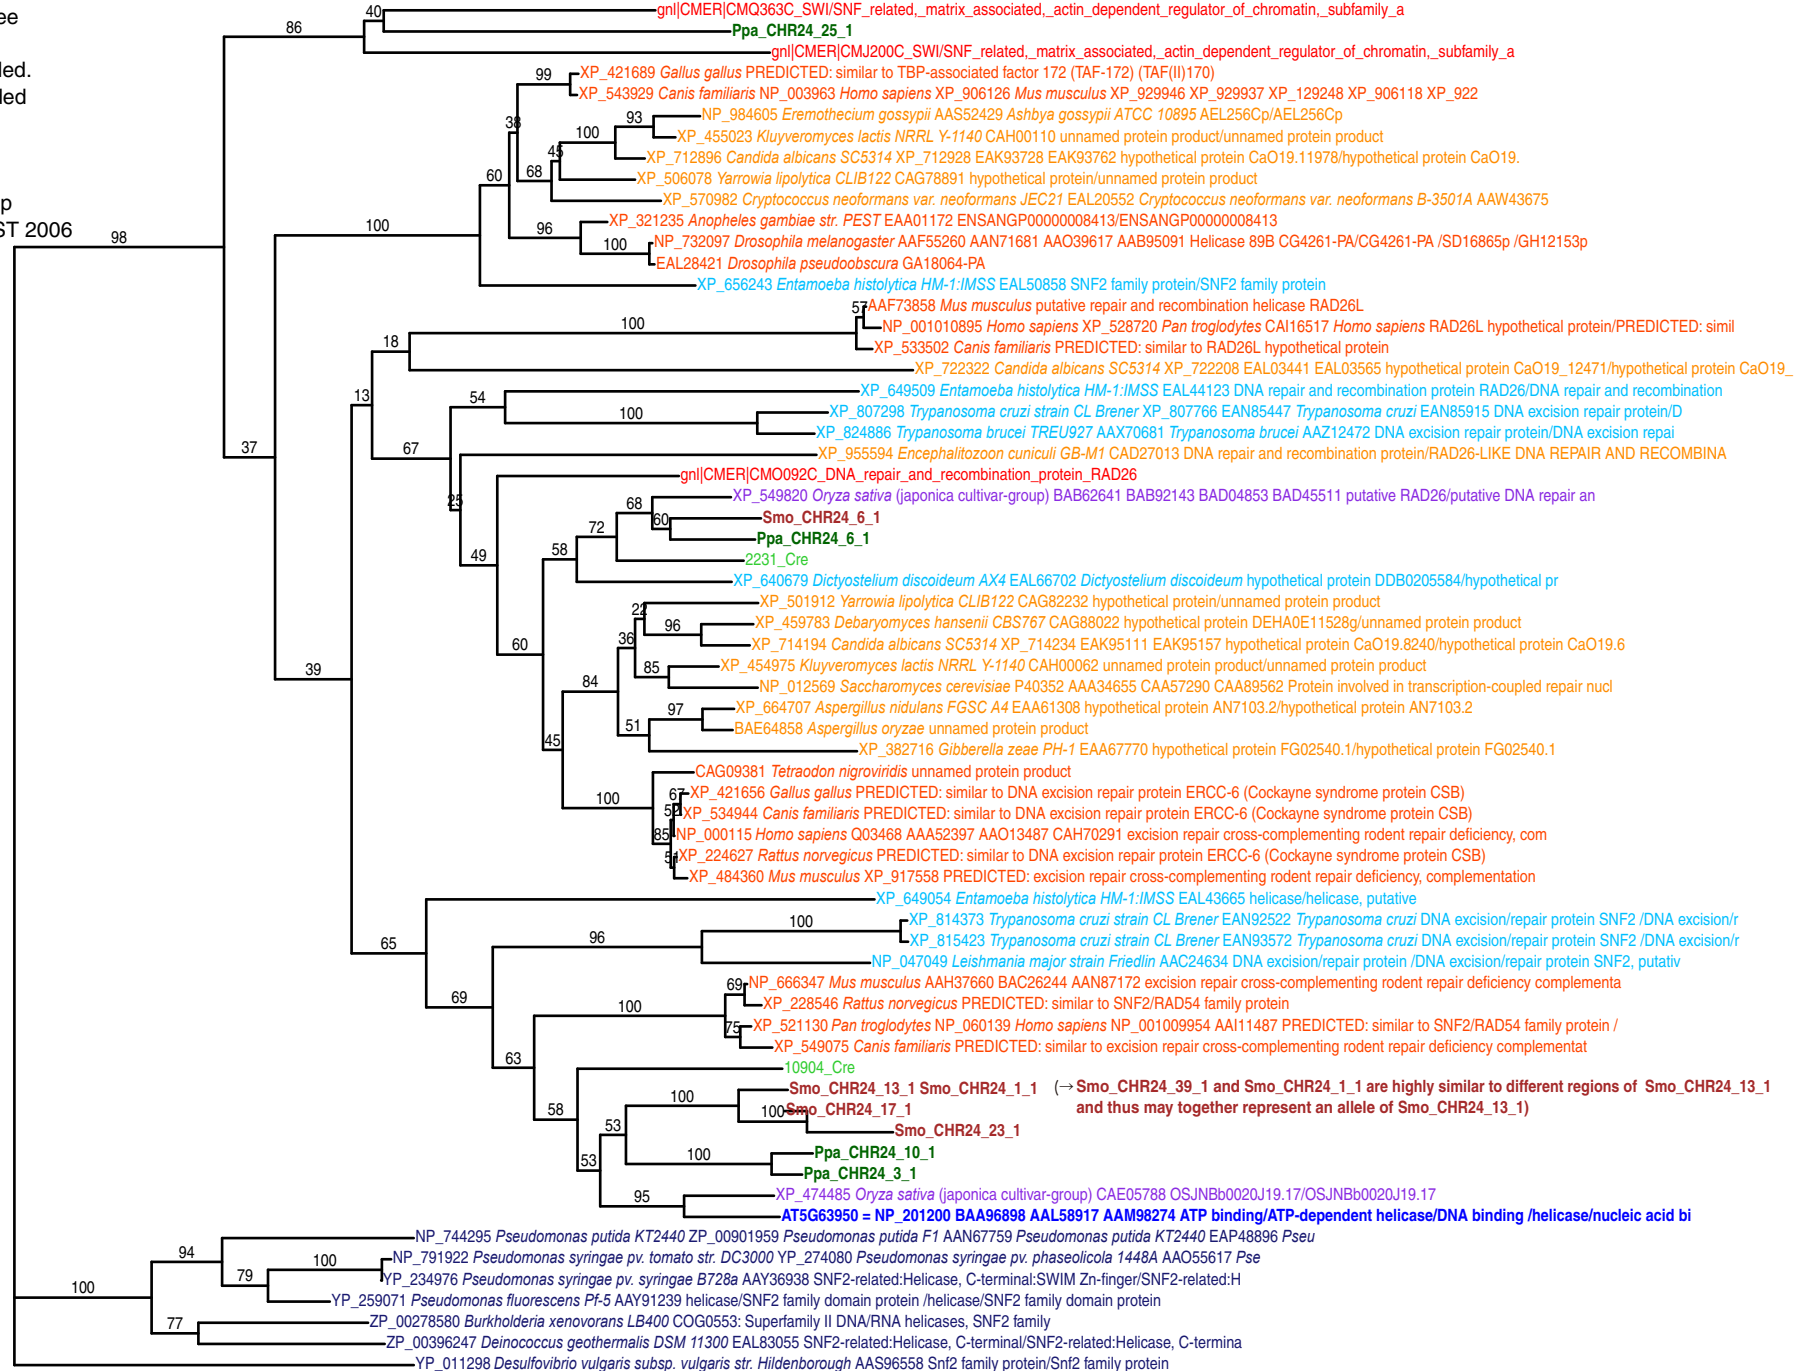 ee
led.
led
p
ST 2006
40
gnl|CMER|CMQ363C_SWI/SNF_related,_matrix_associated,_actin_dependent_regulator_of_chromatin,_subfamily_a
86
Ppa_CHR24_25_1
gnl|CMER|CMJ200C_SWI/SNF_related,_matrix_associated,_actin_dependent_regulator_of_chromatin,_subfamily_a
99
XP_421689 Gallus gallus PREDICTED: similar to TBP-associated factor 172 (TAF-172) (TAF(II)170)
XP_543929 Canis familiaris NP_003963 Homo sapiens XP_906126 Mus musculus XP_929946 XP_929937 XP_129248 XP_906118 XP_922
38
93
NP_984605 Eremothecium gossypii AAS52429 Ashbya gossypii ATCC 10895 AEL256Cp/AEL256Cp
100
XP_455023 Kluyveromyces lactis NRRL Y-1140 CAH00110 unnamed protein product/unnamed protein product
45
XP_712896 Candida albicans SC5314 XP_712928 EAK93728 EAK93762 hypothetical protein CaO19.11978/hypothetical protein CaO19.
60
68
XP_506078 Yarrowia lipolytica CLIB122 CAG78891 hypothetical protein/unnamed protein product
XP_570982 Cryptococcus neoformans var. neoformans JEC21 EAL20552 Cryptococcus neoformans var. neoformans B-3501A AAW43675
98
100
96
XP_321235 Anopheles gambiae str. PEST EAA01172 ENSANGP00000008413/ENSANGP00000008413
100
NP_732097 Drosophila melanogaster AAF55260 AAN71681 AAO39617 AAB95091 Helicase 89B CG4261-PA/CG4261-PA /SD16865p /GH12153p
EAL28421 Drosophila pseudoobscura GA18064-PA
XP_656243 Entamoeba histolytica HM-1:IMSS EAL50858 SNF2 family protein/SNF2 family protein
57
AAF73858 Mus musculus putative repair and recombination helicase RAD26L
100
NP_001010895 Homo sapiens XP_528720 Pan troglodytes CAI16517 Homo sapiens RAD26L hypothetical protein/PREDICTED: simil
18
XP_533502 Canis familiaris PREDICTED: similar to RAD26L hypothetical protein
XP_722322 Candida albicans SC5314 XP_722208 EAL03441 EAL03565 hypothetical protein CaO19_12471/hypothetical protein CaO19_
13
54
XP_649509 Entamoeba histolytica HM-1:IMSS EAL44123 DNA repair and recombination protein RAD26/DNA repair and recombination
100
XP_807298 Trypanosoma cruzi strain CL Brener XP_807766 EAN85447 Trypanosoma cruzi EAN85915 DNA excision repair protein/D
XP_824886 Trypanosoma brucei TREU927 AAX70681 Trypanosoma brucei AAZ12472 DNA excision repair protein/DNA excision repai
37
67
XP_955594 Encephalitozoon cuniculi GB-M1 CAD27013 DNA repair and recombination protein/RAD26-LIKE DNA REPAIR AND RECOMBINA
gnl|CMER|CMO092C_DNA_repair_and_recombination_protein_RAD26
25
XP_549820 Oryza sativa (japonica cultivar-group) BAB62641 BAB92143 BAD04853 BAD45511 putative RAD26/putative DNA repair an
68
60
Smo_CHR24_6_1
72
Ppa_CHR24_6_1
49
58
2231_Cre
XP_640679 Dictyostelium discoideum AX4 EAL66702 Dictyostelium discoideum hypothetical protein DDB0205584/hypothetical pr
22
XP_501912 Yarrowia lipolytica CLIB122 CAG82232 hypothetical protein/unnamed protein product
96
XP_459783 Debaryomyces hansenii CBS767 CAG88022 hypothetical protein DEHA0E11528g/unnamed protein product
60
36
XP_714194 Candida albicans SC5314 XP_714234 EAK95111 EAK95157 hypothetical protein CaO19.8240/hypothetical protein CaO19.6
39
85
XP_454975 Kluyveromyces lactis NRRL Y-1140 CAH00062 unnamed protein product/unnamed protein product
84
NP_012569 Saccharomyces cerevisiae P40352 AAA34655 CAA57290 CAA89562 Protein involved in transcription-coupled repair nucl
97
XP_664707 Aspergillus nidulans FGSC A4 EAA61308 hypothetical protein AN7103.2/hypothetical protein AN7103.2
51
BAE64858 Aspergillus oryzae unnamed protein product
45
XP_382716 Gibberella zeae PH-1 EAA67770 hypothetical protein FG02540.1/hypothetical protein FG02540.1
CAG09381 Tetraodon nigroviridis unnamed protein product
100
67
XP_421656 Gallus gallus PREDICTED: similar to DNA excision repair protein ERCC-6 (Cockayne syndrome protein CSB)
52
XP_534944 Canis familiaris PREDICTED: similar to DNA excision repair protein ERCC-6 (Cockayne syndrome protein CSB)
85
NP_000115 Homo sapiens Q03468 AAA52397 AAO13487 CAH70291 excision repair cross-complementing rodent repair deficiency, com
XP_224627 Rattus norvegicus PREDICTED: similar to DNA excision repair protein ERCC-6 (Cockayne syndrome protein CSB)
XP_484360 Mus musculus XP_917558 PREDICTED: excision repair cross-complementing rodent repair deficiency, complementation
XP_649054 Entamoeba histolytica HM-1:IMSS EAL43665 helicase/helicase, putative
65
96
100
XP_814373 Trypanosoma cruzi strain CL Brener EAN92522 Trypanosoma cruzi DNA excision/repair protein SNF2 /DNA excision/r
XP_815423 Trypanosoma cruzi strain CL Brener EAN93572 Trypanosoma cruzi DNA excision/repair protein SNF2 /DNA excision/r
NP_047049 Leishmania major strain Friedlin AAC24634 DNA excision/repair protein /DNA excision/repair protein SNF2, putativ
69
69
NP_666347 Mus musculus AAH37660 BAC26244 AAN87172 excision repair cross-complementing rodent repair deficiency complementa
100
XP_228546 Rattus norvegicus PREDICTED: similar to SNF2/RAD54 family protein
75
XP_521130 Pan troglodytes NP_060139 Homo sapiens NP_001009954 AAI11487 PREDICTED: similar to SNF2/RAD54 family protein /
XP_549075 Canis familiaris PREDICTED: similar to excision repair cross-complementing rodent repair deficiency complementat
63
10904_Cre
Smo_CHR24_13_1 Smo_CHR24_1_1 (→ Smo_CHR24_39_1 and Smo_CHR24_1_1 are highly similar to different regions of Smo_CHR24_13_1
100
100
Smo_CHR24_17_1
and thus may together represent an allele of Smo_CHR24_13_1)
58
53
Smo_CHR24_23_1
100
Ppa_CHR24_10_1
53
Ppa_CHR24_3_1
95
XP_474485 Oryza sativa (japonica cultivar-group) CAE05788 OSJNBb0020J19.17/OSJNBb0020J19.17
AT5G63950 = NP_201200 BAA96898 AAL58917 AAM98274 ATP binding/ATP-dependent helicase/DNA binding /helicase/nucleic acid bi
NP_744295 Pseudomonas putida KT2440 ZP_00901959 Pseudomonas putida F1 AAN67759 Pseudomonas putida KT2440 EAP48896 Pseu
94
100
NP_791922 Pseudomonas syringae pv. tomato str. DC3000 YP_274080 Pseudomonas syringae pv. phaseolicola 1448A AAO55617 Pse
79
YP_234976 Pseudomonas syringae pv. syringae B728a AAY36938 SNF2-related:Helicase, C-terminal:SWIM Zn-finger/SNF2-related:H
100
YP_259071 Pseudomonas fluorescens Pf-5 AAY91239 helicase/SNF2 family domain protein /helicase/SNF2 family domain protein
77
ZP_00278580 Burkholderia xenovorans LB400 COG0553: Superfamily II DNA/RNA helicases, SNF2 family
ZP_00396247 Deinococcus geothermalis DSM 11300 EAL83055 SNF2-related:Helicase, C-terminal/SNF2-related:Helicase, C-termina
YP_011298 Desulfovibrio vulgaris subsp. vulgaris str. Hildenborough AAS96558 Snf2 family protein/Snf2 family protein